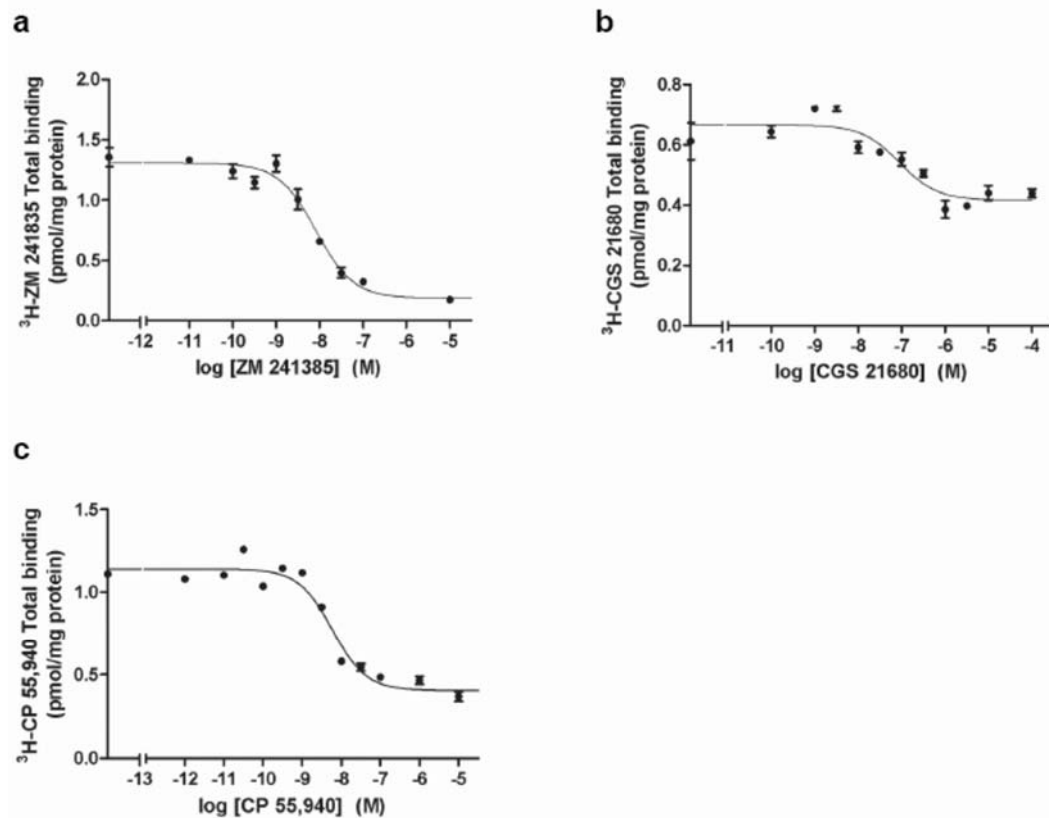 a
³H-ZM 241835 Total binding
(pmol/mg protein)
2.0
1.5
1.0
0.5
0.0
-12 -11 -10 -9 -8 -7 -6 -5
log [ZM 241385] (M)
b
³H-CGS 21680 Total binding
(pmol/mg protein)
0.8
0.6
0.4
0.2
0.0
-11 -10 -9 -8 -7 -6 -5 -4
log [CGS 21680] (M)
c
³H-CP 55,940 Total binding
(pmol/mg protein)
1.5
1.0
0.5
0.0
-13 -12 -11 -10 -9 -8 -7 -6 -5
log [CP 55,940] (M)